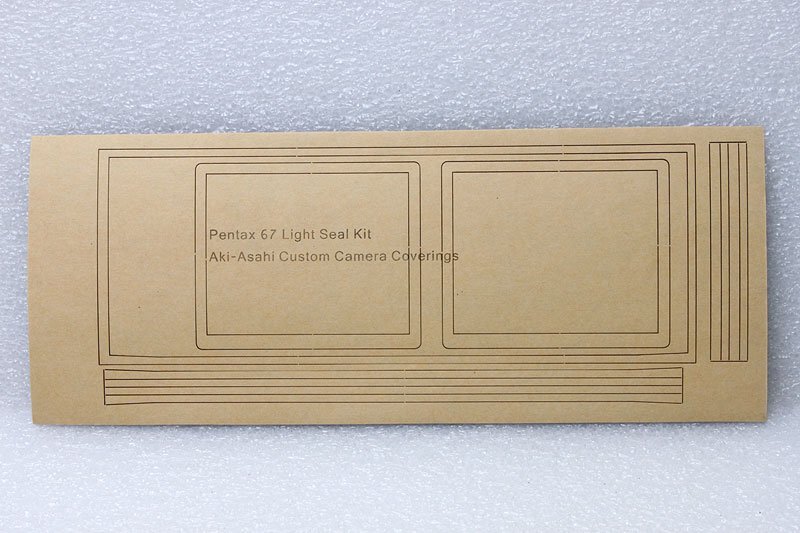 Pentax 67 Light Seal Kit
Aki-Asahi Custom Camera Coverings